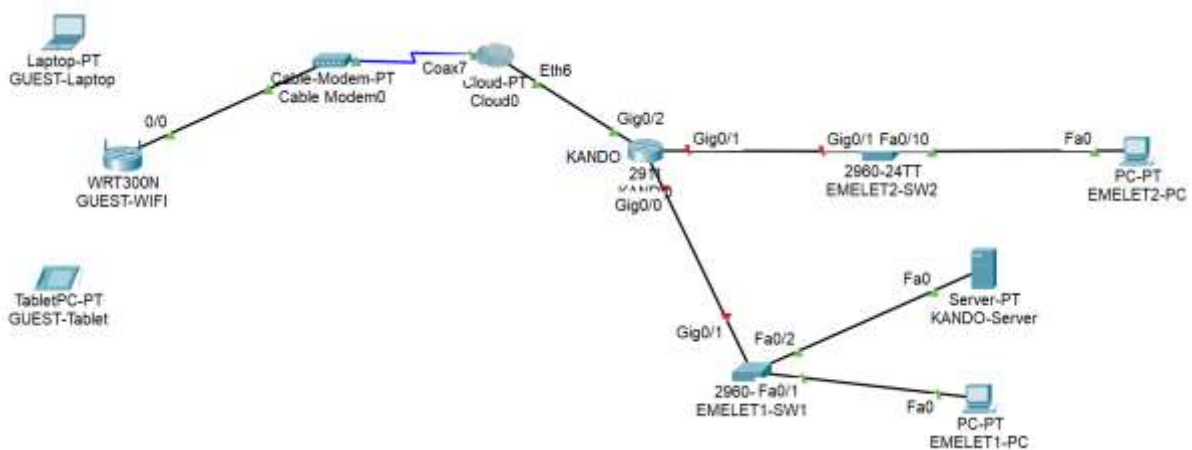 Laptop-PT
GUEST-Laptop
Cable-Modem-PT
Cable Modem0
Coax7
Cloud-PT
Cloud0
Eth6
0/0
WRT300N
GUEST-WIFI
Gig0/2
KANDO
Gig0/1
Gig0/0
Gig0/1 Fa0/10
2960-24TT
EMELET2-SW2
Fa0
PC-PT
EMELET2-PC
TabletPC-PT
GUEST-Tablet
Fa0
Server-PT
KANDO-Server
Gig0/1
Fa0/2
2960- Fa0/1
EMELET1-SW1
Fa0
PC-PT
EMELET1-PC